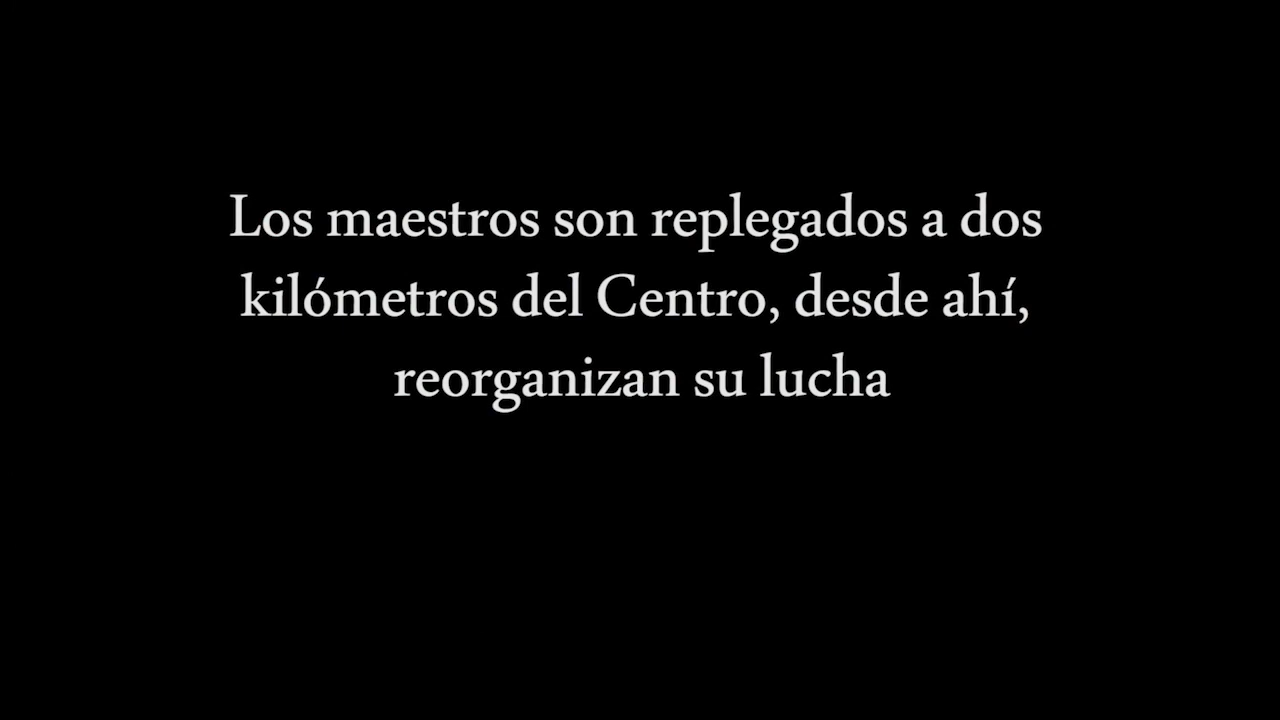 Los maestros son replegados a dos
kilómetros del Centro, desde ahí,
reorganizan su lucha